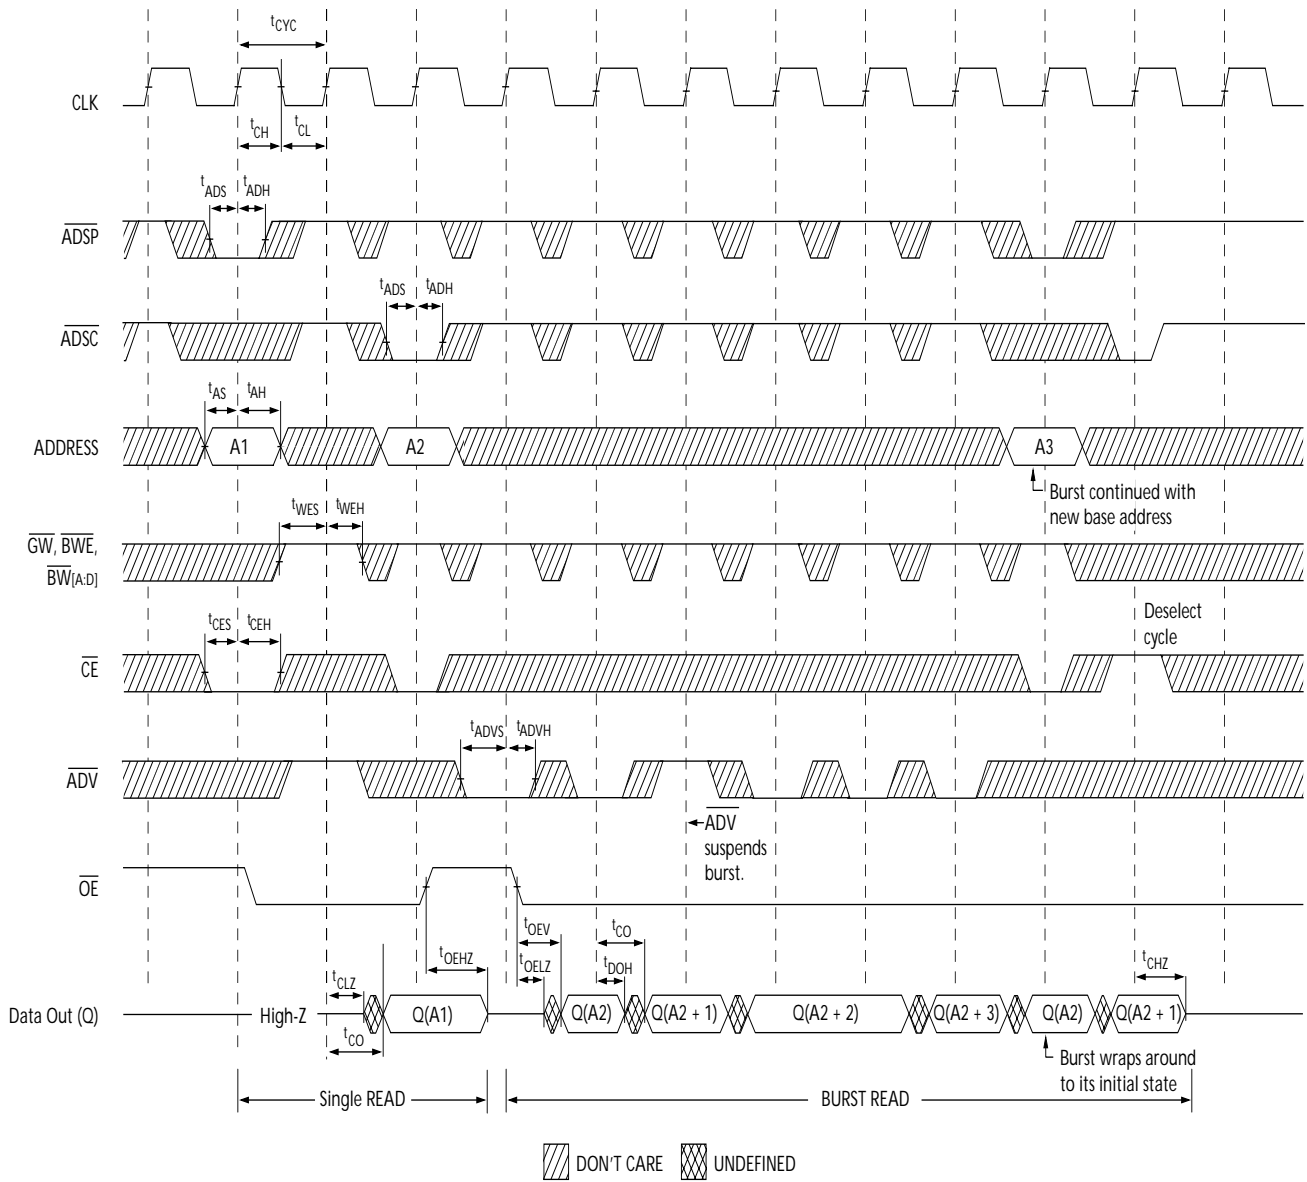 tCYC
CLK
tCH tCL
tADS tADH
ADSP
tADS tADH
ADSC
tAS tAH
ADDRESS A1 A2 A3
Burst continued with
new base address
tWES tWEH
GW, BWE,
BW[A:D]
Deselect
cycle
tCES tCEH
CE
tADVS tADVH
ADV
ADV
suspends
burst.
OE
tOEV tCO
tOEHZ tOELZ tDOH tCHZ
tCLZ
Data Out (Q) High-Z Q(A1) Q(A2) Q(A2 + 1) Q(A2 + 2) Q(A2 + 3) Q(A2) Q(A2 + 1)
tCO
Burst wraps around
to its initial state
Single READ BURST READ
DON'T CARE UNDEFINED